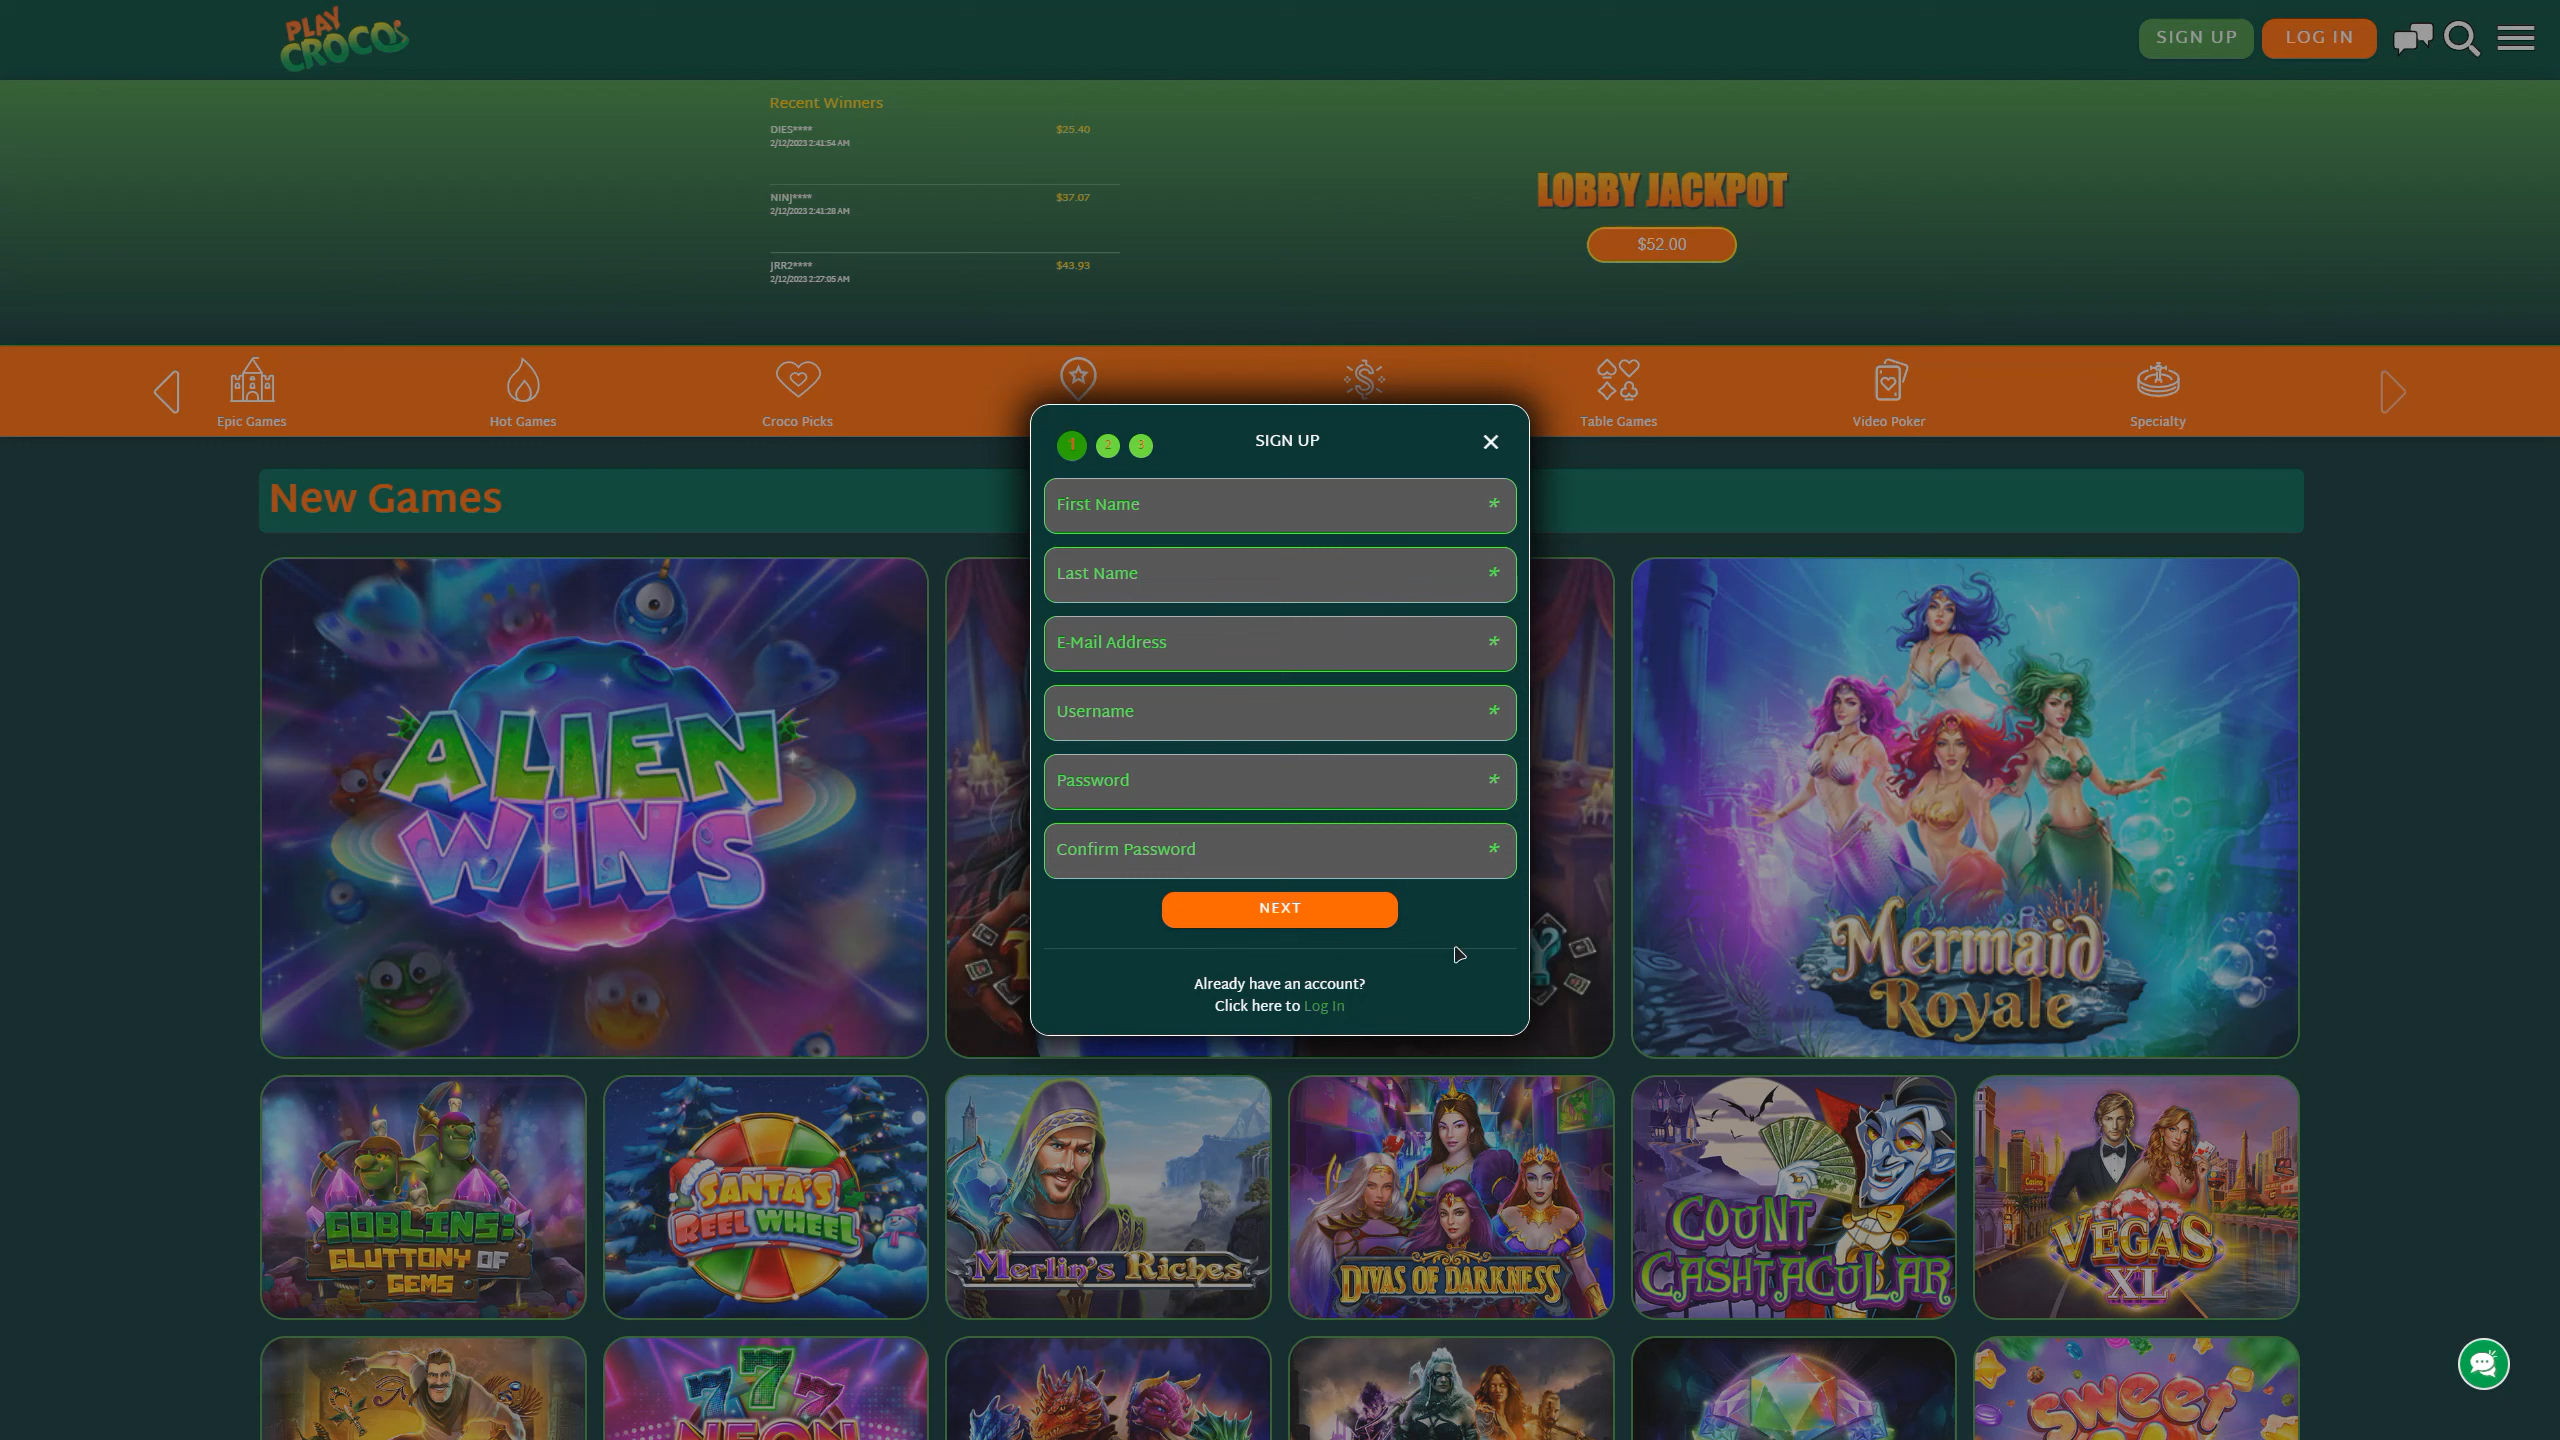 PLAY
CROCO
SIGN UP
LOG IN
Recent Winners
DIES****
$25.40
2/12/2023 2:41:54 AM
NINJ****
$37.07
2/12/2023 2:41:28 AM
JRR2****
$43.93
2/12/2023 2:27:05 AM
LOBBY JACKPOT
$52.00
Epic Games
Hot Games
Croco Picks
Table Games
Video Poker
Specialty
New Games
1
2
3
SIGN UP
First Name *
Last Name *
E-Mail Address *
Username *
Password *
Confirm Password *
NEXT
Already have an account?
Click here to Log In
ALIEN
WINS
Mermaid
Royale
GOBLINS:
GLUTTONY OF
GEMS
SANTA'S
REEL WHEEL
Merlin's Riches
DIVAS OF DARKNESS
COUNT
CASHTACULAR
Casino
VEGAS
XL
777
NEON
SWEET